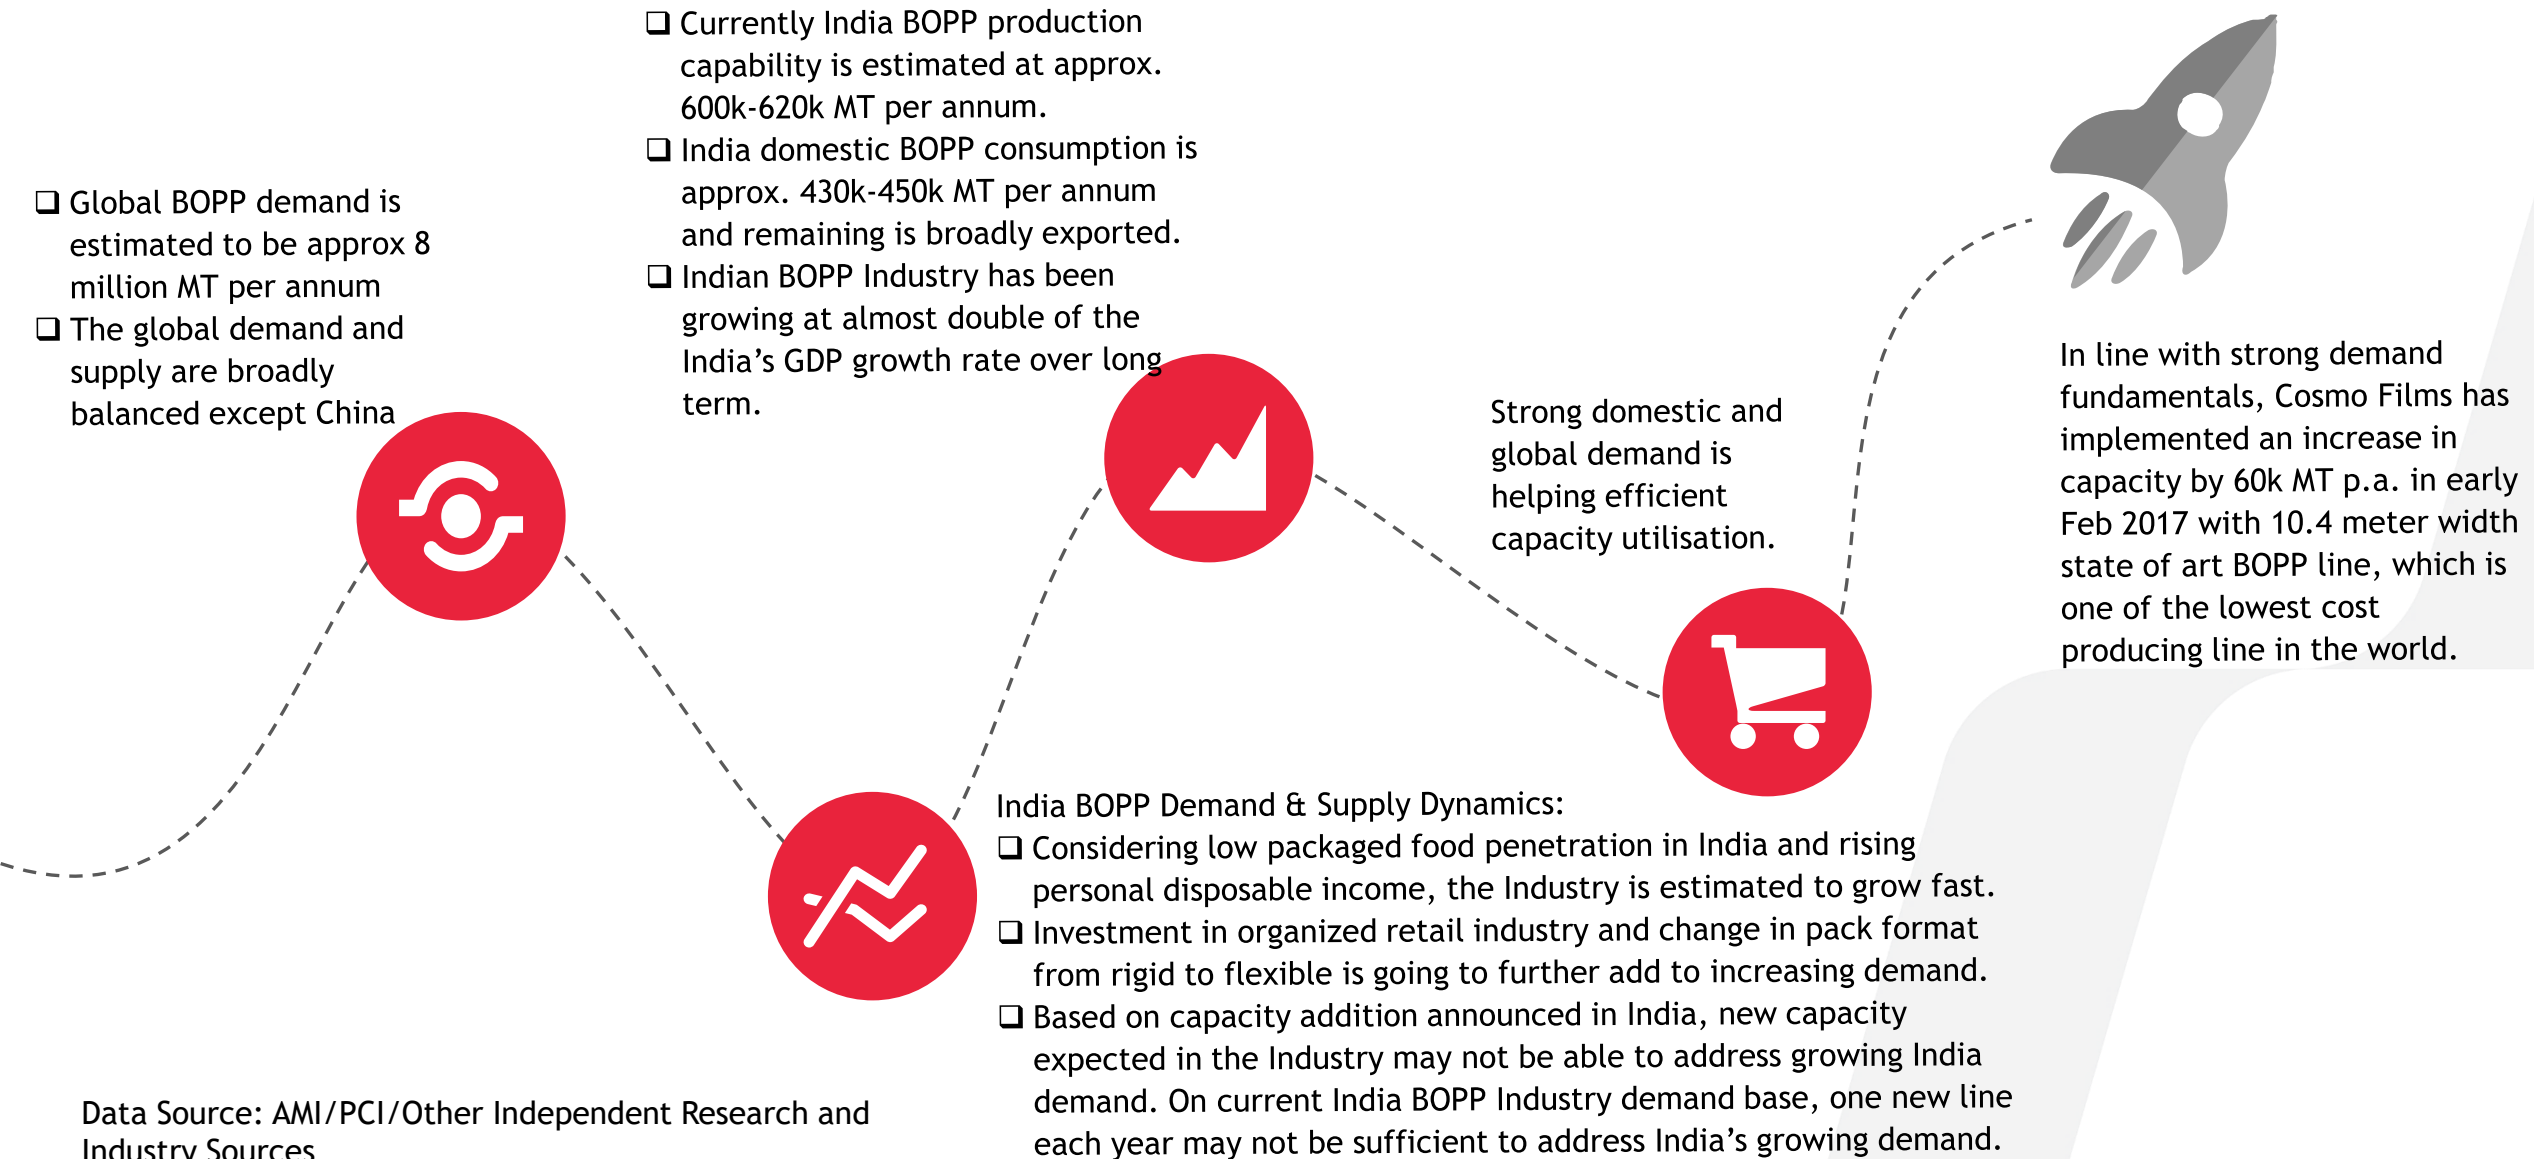 ❑ Global BOPP demand is
estimated to be approx 8
million MT per annum
❑ The global demand and
supply are broadly
balanced except China
❑ Currently India BOPP production
capability is estimated at approx.
600k-620k MT per annum.
❑ India domestic BOPP consumption is
approx. 430k-450k MT per annum
and remaining is broadly exported.
❑ Indian BOPP Industry has been
growing at almost double of the
India’s GDP growth rate over long
term.
Strong domestic and
global demand is
helping efficient
capacity utilisation.
In line with strong demand
fundamentals, Cosmo Films has
implemented an increase in
capacity by 60k MT p.a. in early
Feb 2017 with 10.4 meter width
state of art BOPP line, which is
one of the lowest cost
producing line in the world.
India BOPP Demand & Supply Dynamics:
❑ Considering low packaged food penetration in India and rising
personal disposable income, the Industry is estimated to grow fast.
❑ Investment in organized retail industry and change in pack format
from rigid to flexible is going to further add to increasing demand.
❑ Based on capacity addition announced in India, new capacity
expected in the Industry may not be able to address growing India
demand. On current India BOPP Industry demand base, one new line
each year may not be sufficient to address India’s growing demand.
Data Source: AMI/PCI/Other Independent Research and
Industry Sources